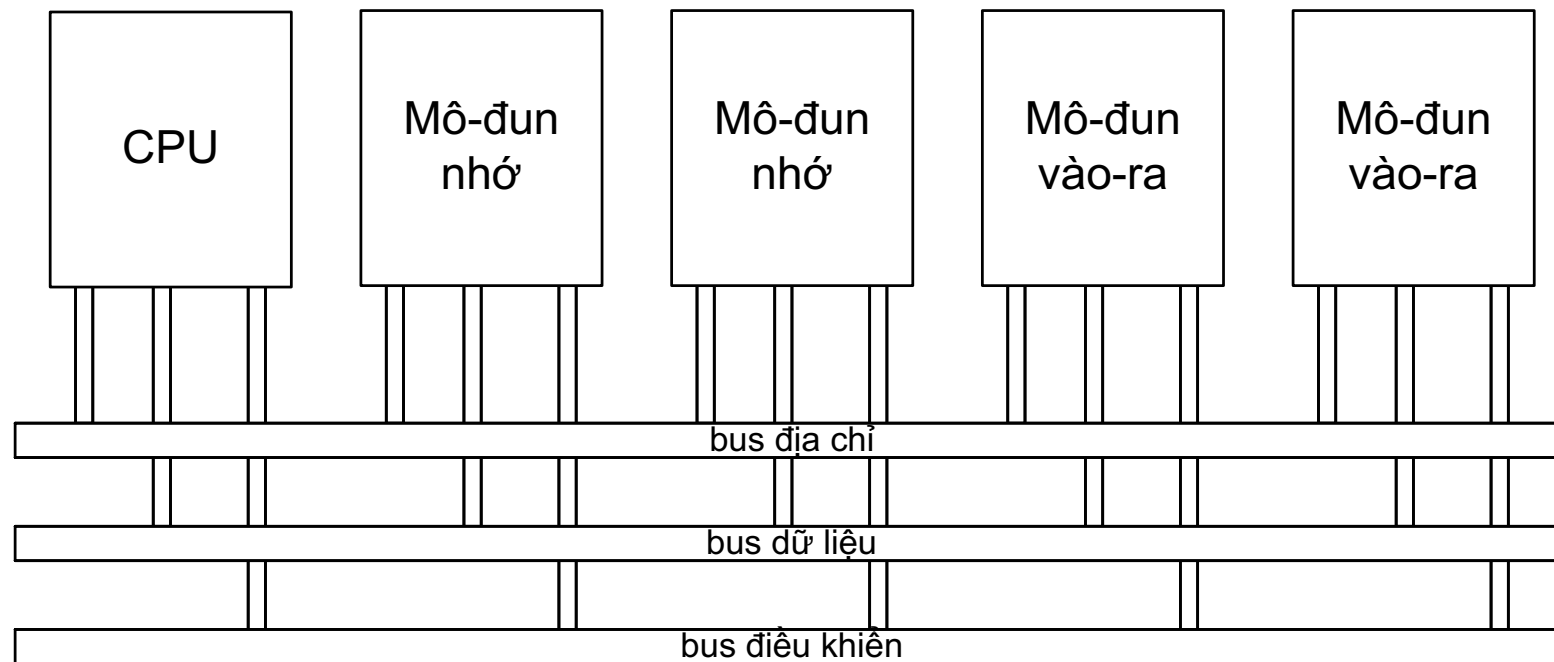 CPU
Mô-đun
nhớ
Mô-đun
nhớ
Mô-đun
vào-ra
Mô-đun
vào-ra
bus địa chỉ
bus dữ liệu
bus điều khiển